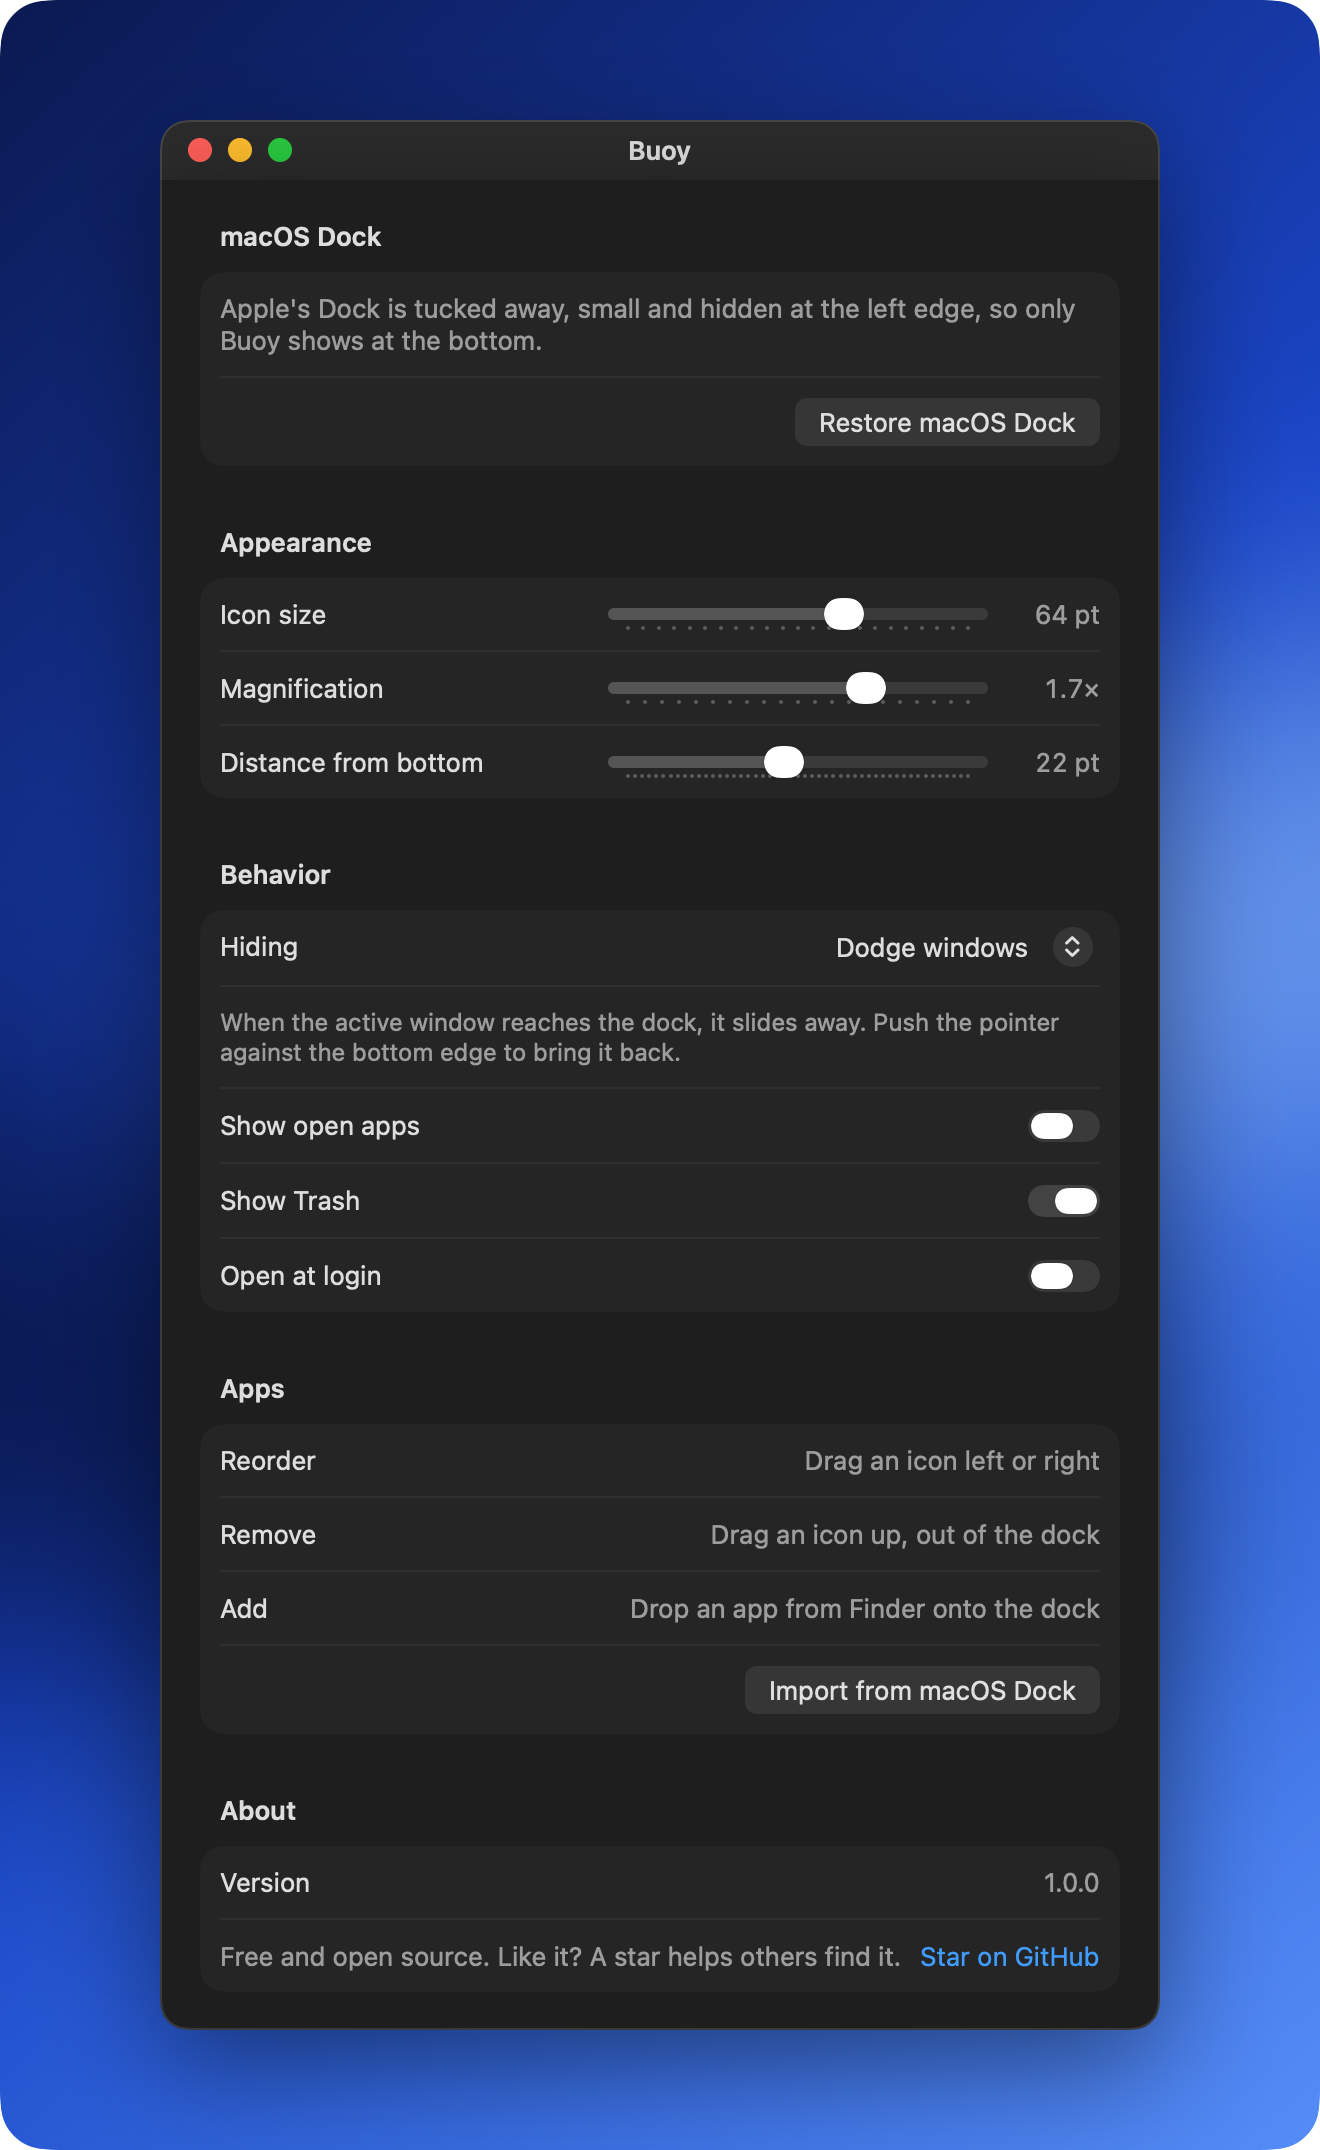 Buoy
macOS Dock
Apple's Dock is tucked away, small and hidden at the left edge, so only
Buoy shows at the bottom.
Restore macOS Dock
Appearance
Icon size 64 pt
Magnification 1.7×
Distance from bottom 22 pt
Behavior
Hiding Dodge windows
When the active window reaches the dock, it slides away. Push the pointer
against the bottom edge to bring it back.
Show open apps
Show Trash
Open at login
Apps
Reorder Drag an icon left or right
Remove Drag an icon up, out of the dock
Add Drop an app from Finder onto the dock
Import from macOS Dock
About
Version 1.0.0
Free and open source. Like it? A star helps others find it. Star on GitHub